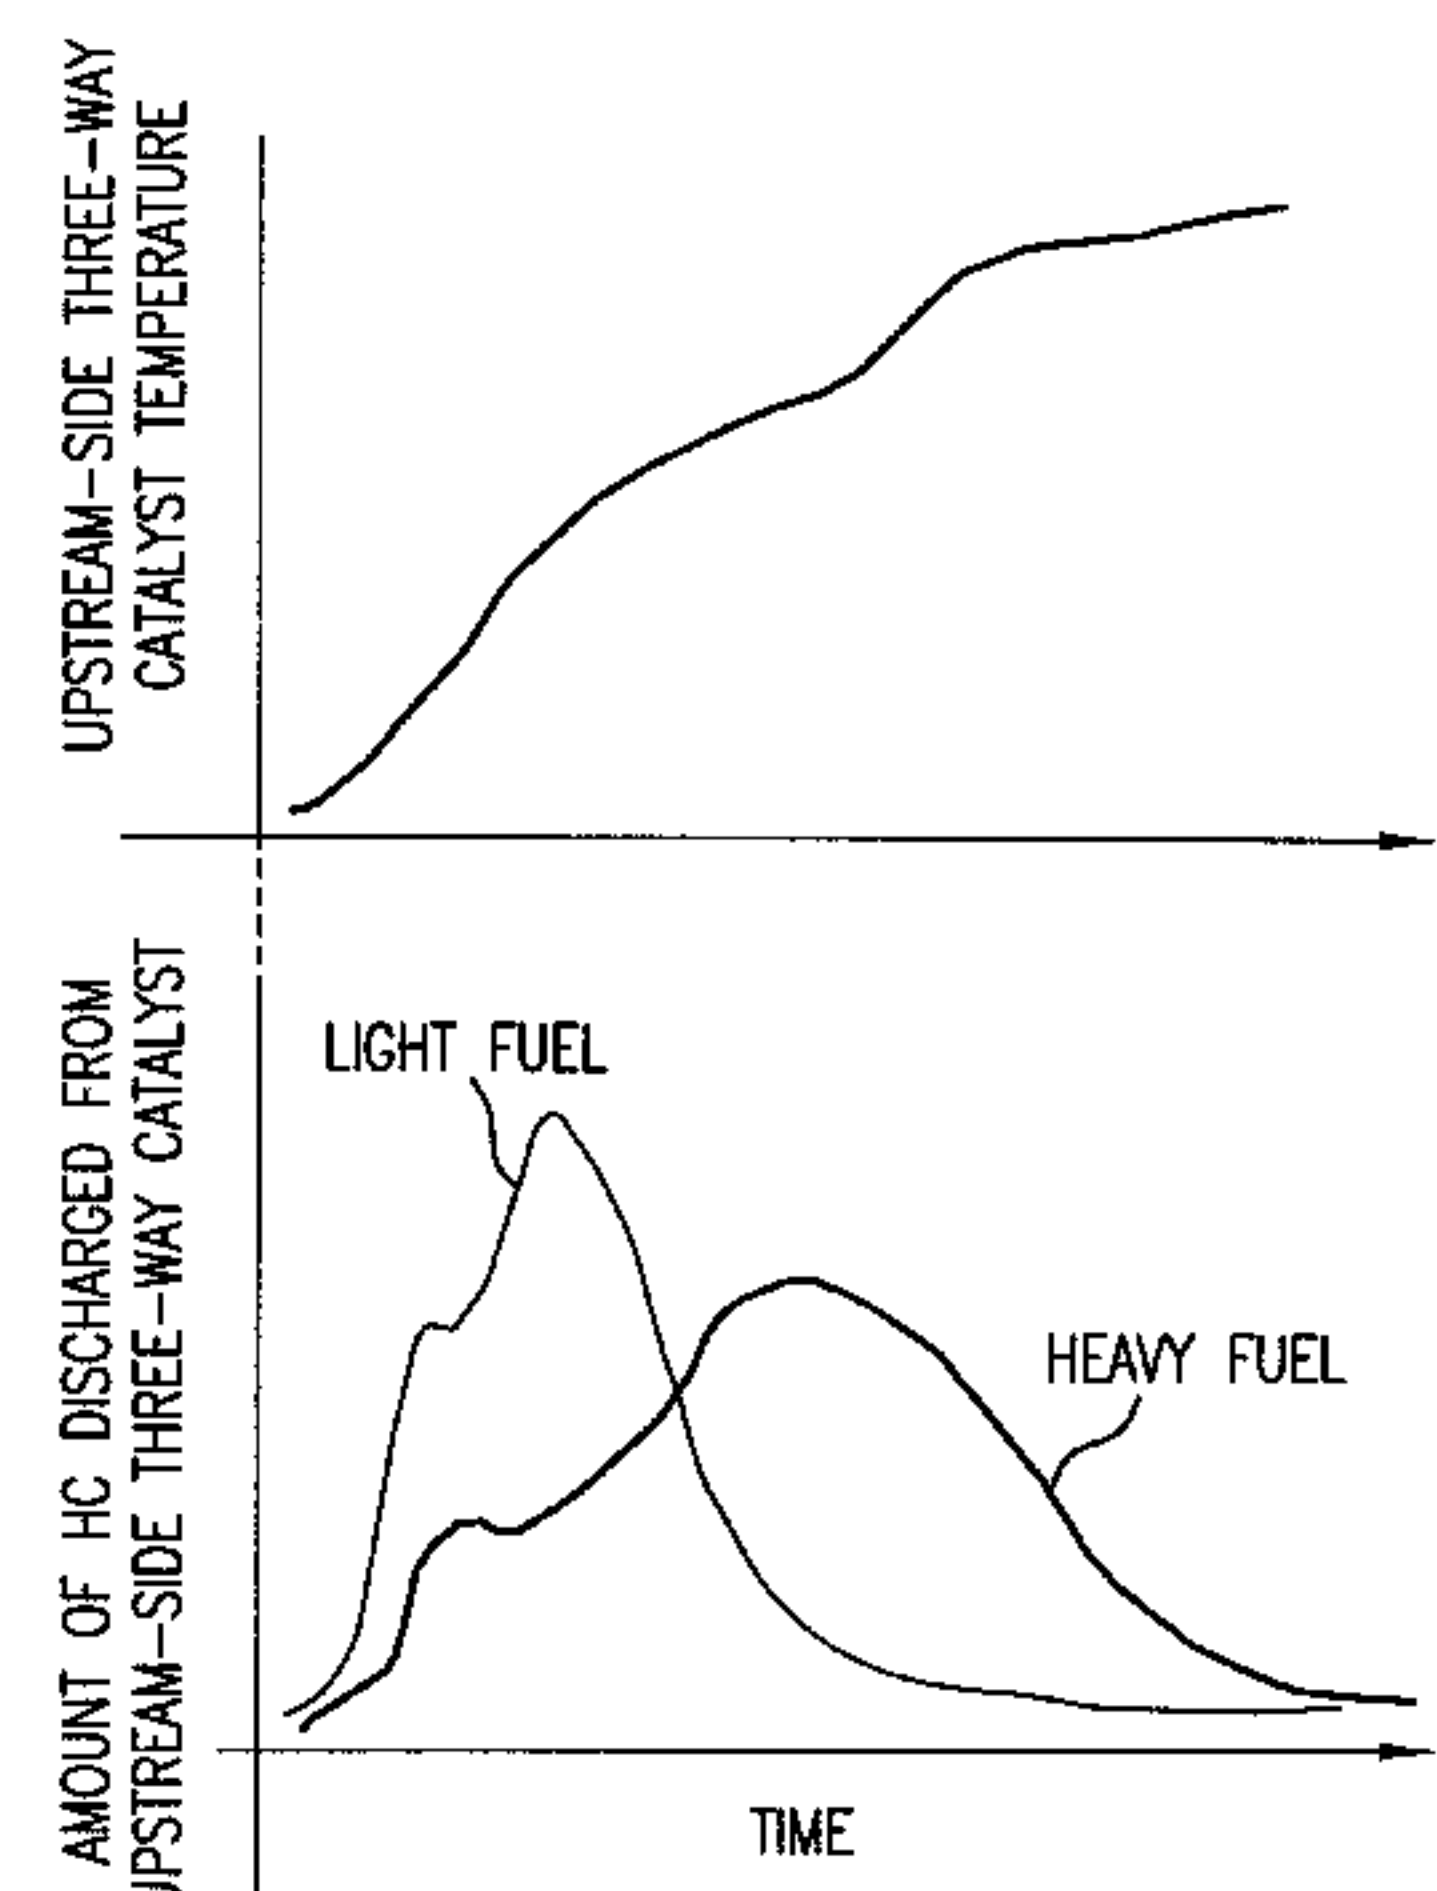 UPSTREAM-SIDE THREE-WAY
CATALYST TEMPERATURE
AMOUNT OF HC DISCHARGED FROM
UPSTREAM-SIDE THREE-WAY CATALYST
LIGHT FUEL
HEAVY FUEL
TIME